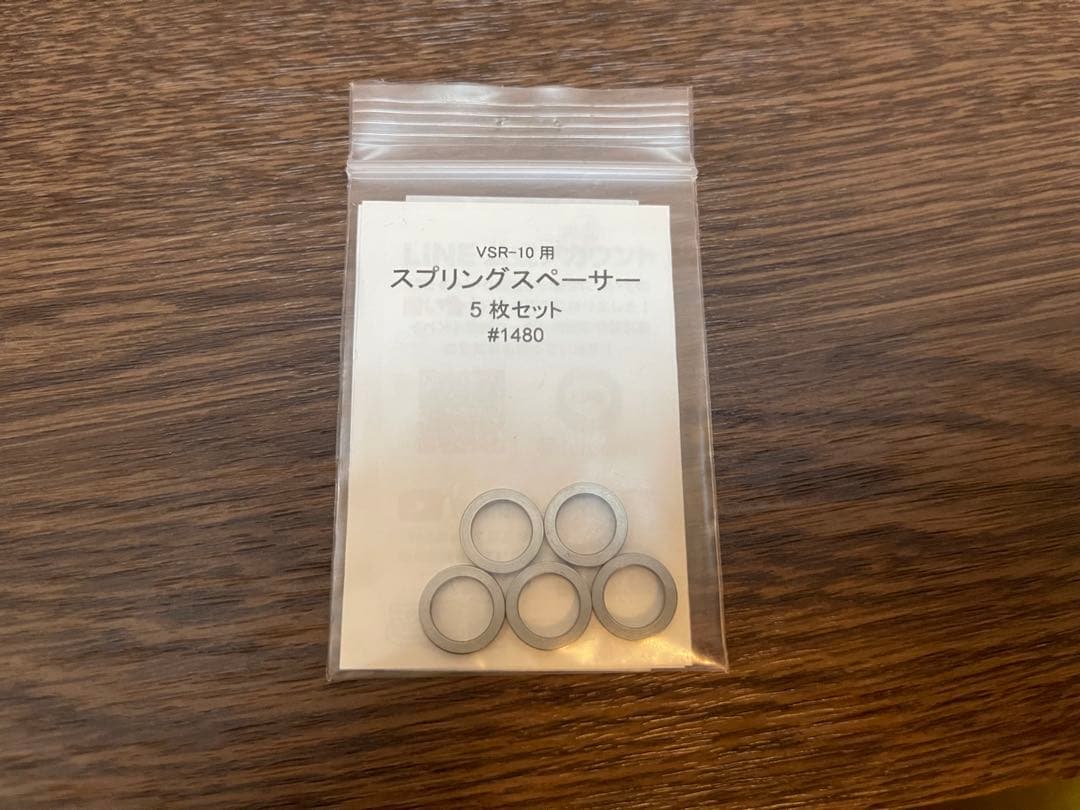 VSR-10 用
スプリングスペーサー
5 枚セット
#1480